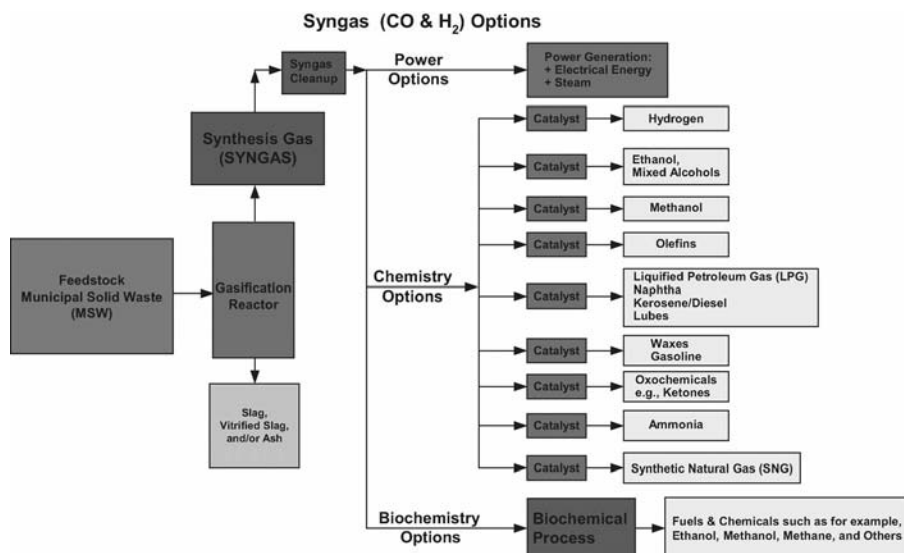 Syngas (CO & H₂) Options
Syngas
Cleanup
Power
Options
Power Generation:
+ Electrical Energy
+ Steam
Synthesis Gas
(SYNGAS)
Feedstock
Municipal Solid Waste
(MSW)
Gasification
Reactor
Slag,
Vitrified Slag,
and/or Ash
Chemistry
Options
Catalyst
Hydrogen
Catalyst
Ethanol,
Mixed Alcohols
Catalyst
Methanol
Catalyst
Olefins
Catalyst
Liquified Petroleum Gas (LPG)
Naphtha
Kerosene/Diesel
Lubes
Catalyst
Waxes
Gasoline
Catalyst
Oxochemicals
e.g., Ketones
Catalyst
Ammonia
Catalyst
Synthetic Natural Gas (SNG)
Biochemistry
Options
Biochemical
Process
Fuels & Chemicals such as for example,
Ethanol, Methanol, Methane, and Others